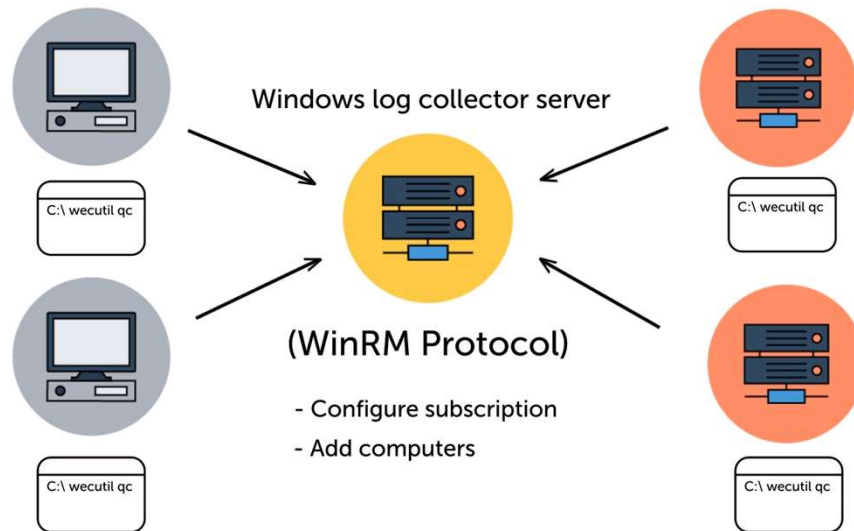 Windows log collector server
C:\ wecutil qc
C:\ wecutil qc
(WinRM Protocol)
- Configure subscription
- Add computers
C:\ wecutil qc
C:\ wecutil qc